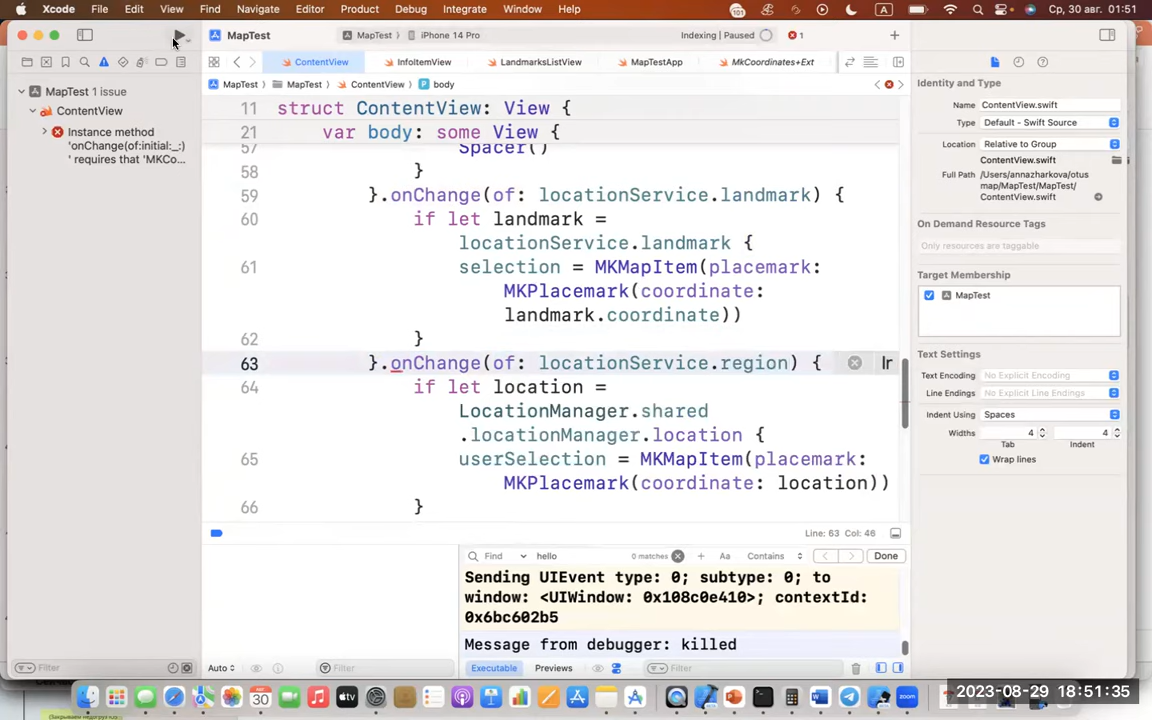 Xcode File Edit View Find Navigate Editor Product Debug Integrate Window Help
101 A Ср, 30 авг. 01:51
MapTest MapTest iPhone 14 Pro Indexing | Paused 1
ContentView InfoItemView LandmarksListView MapTestApp MkCoordinates+Ext
MapTest MapTest ContentView body
MapTest 1 issue
ContentView
Instance method
'onChange(of:initial:_:)
' requires that 'MKCo...
11 struct ContentView: View {
21 var body: some View {
57 Spacer()
58 }
59 }.onChange(of: locationService.landmark) {
60 if let landmark =
locationService.landmark {
61 selection = MKMapItem(placemark:
MKPlacemark(coordinate:
landmark.coordinate))
62 }
63 }.onChange(of: locationService.region) {
64 if let location =
LocationManager.shared
.locationManager.location {
65 userSelection = MKMapItem(placemark:
MKPlacemark(coordinate: location))
66 }
Line: 63 Col: 46
Find hello 0 matches Aa Contains Done
Sending UIEvent type: 0; subtype: 0; to
window: <UIWindow: 0x108c0e410>; contextId:
0x6bc602b5
Message from debugger: killed
Filter Auto Filter Executable Previews Filter
Identity and Type
Name ContentView.swift
Type Default - Swift Source
Location Relative to Group
ContentView.swift
Full Path /Users/annazharkova/otus
map/MapTest/MapTest/
ContentView.swift
On Demand Resource Tags
Only resources are taggable
Target Membership
MapTest
Text Settings
Text Encoding No Explicit Encoding
Line Endings No Explicit Line Endings
Indent Using Spaces
Widths 4 4
Tab Indent
Wrap lines
2023-08-29 18:51:35